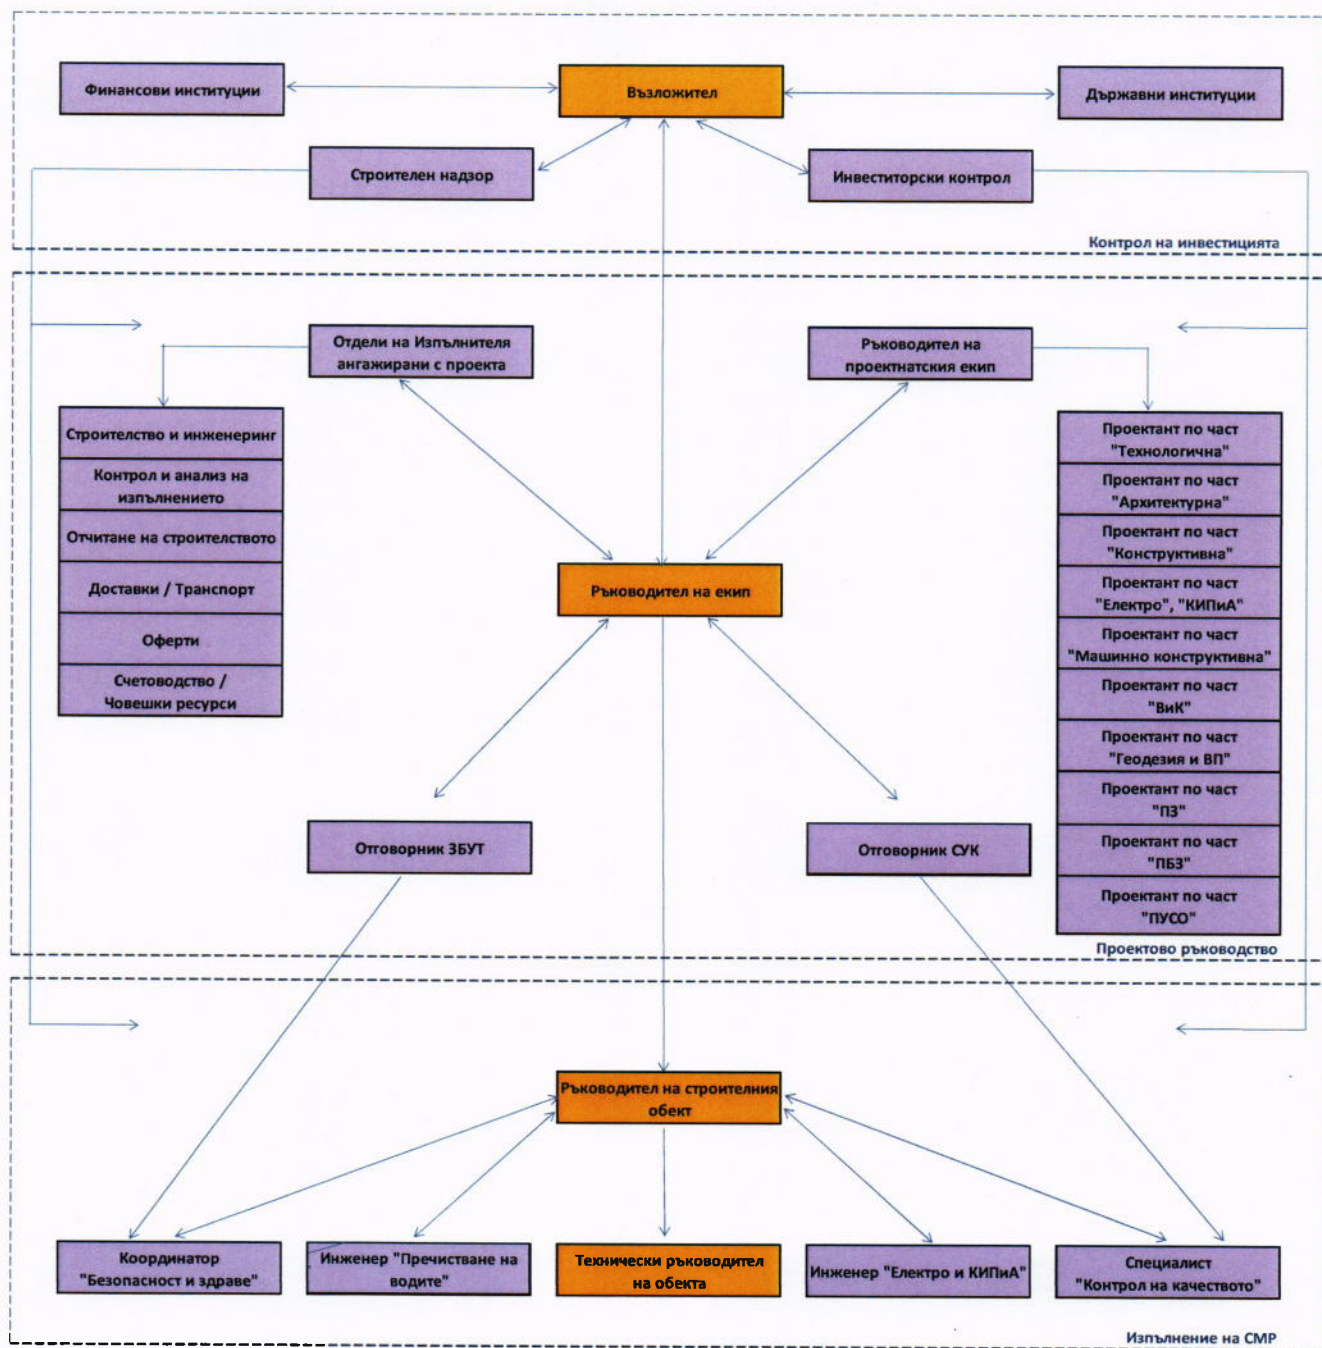 Финансови институции
Възложител
Държавни институции
Строителен надзор
Инвеститорски контрол
Контрол на инвестицията
Отдели на Изпълнителя
ангажирани с проекта
Ръководител на
проектнатския екип
Строителство и инженеринг
Контрол и анализ на
изпълнението
Отчитане на строителството
Доставки / Транспорт
Оферти
Счетоводство /
Човешки ресурси
Проектант по част
"Технологична"
Проектант по част
"Архитектурна"
Проектант по част
"Конструктивна"
Проектант по част
"Електро", "КИПиА"
Проектант по част
"Машинно конструктивна"
Проектант по част
"ВиК"
Проектант по част
"Геодезия и ВП"
Проектант по част
"ПЗ"
Проектант по част
"ПБЗ"
Проектант по част
"ПУСО"
Ръководител на екип
Отговорник ЗБУТ
Отговорник СУК
Проектово ръководство
Ръководител на строителния
обект
Координатор
"Безопасност и здраве"
Инженер "Пречистване на
водите"
Технически ръководител
на обекта
Инженер "Електро и КИПиА"
Специалист
"Контрол на качеството"
Изпълнение на СМР